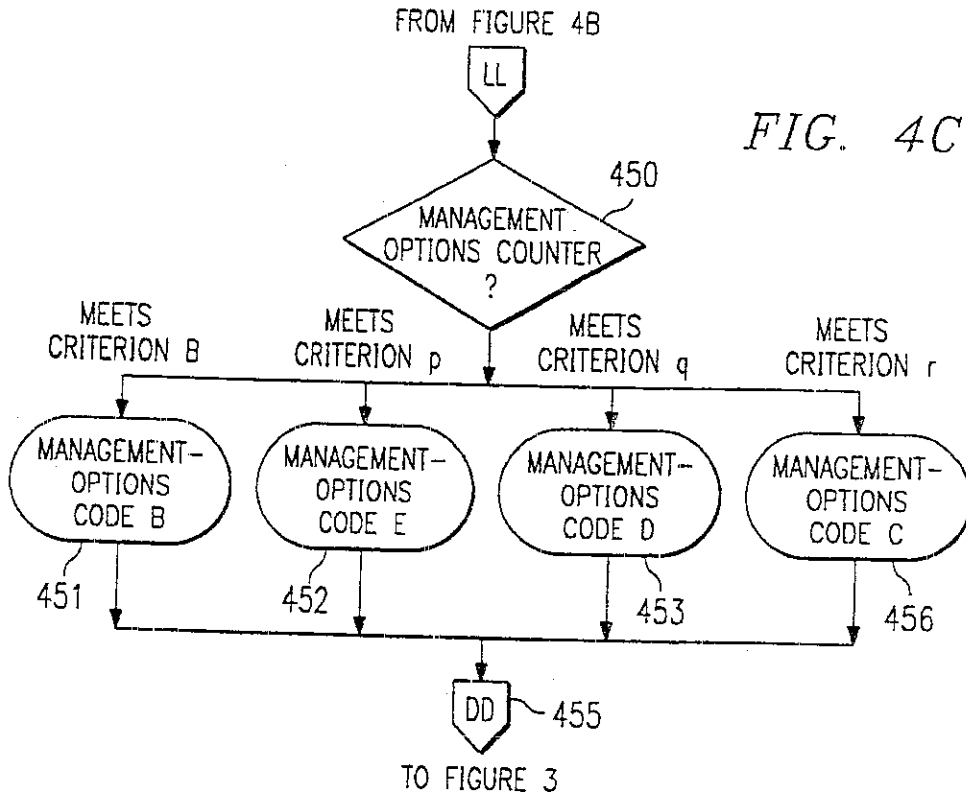 FROM FIGURE 4B
LL
FIG. 4C
450
MANAGEMENT
OPTIONS COUNTER
?
MEETS
CRITERION B
MEETS
CRITERION p
MEETS
CRITERION q
MEETS
CRITERION r
MANAGEMENT-
OPTIONS
CODE B
MANAGEMENT-
OPTIONS
CODE E
MANAGEMENT-
OPTIONS
CODE D
MANAGEMENT-
OPTIONS
CODE C
451
452
453
456
DD
455
TO FIGURE 3